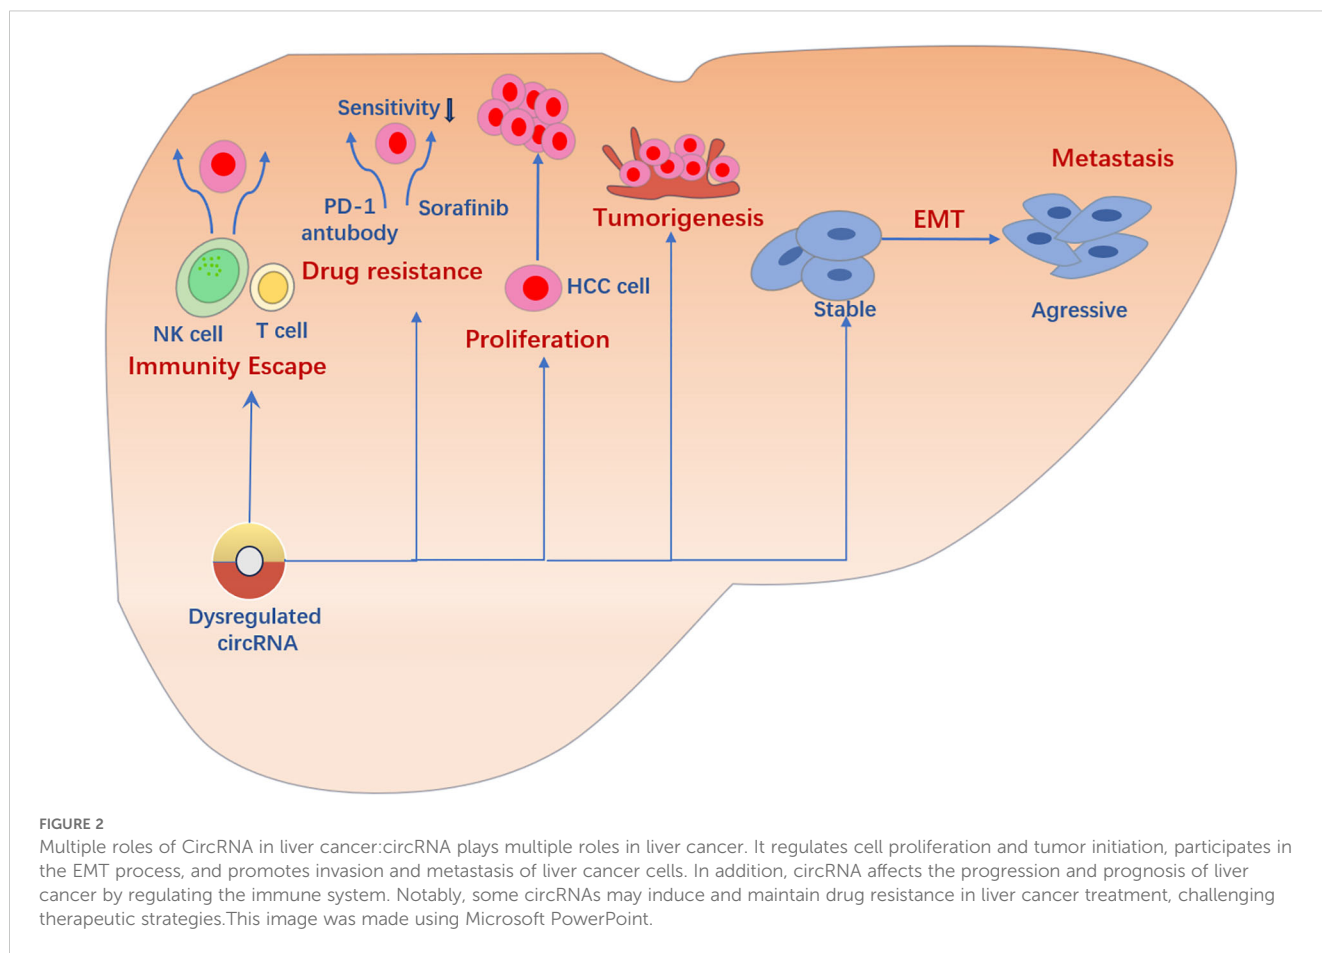 Sensitivity
PD-1
antubody
Sorafinib
Drug resistance
NK cell
T cell
Immunity Escape
HCC cell
Proliferation
Tumorigenesis
Stable
EMT
Metastasis
Agressive
Dysregulated
circRNA
FIGURE 2
Multiple roles of CircRNA in liver cancer:circRNA plays multiple roles in liver cancer. It regulates cell proliferation and tumor initiation, participates in
the EMT process, and promotes invasion and metastasis of liver cancer cells. In addition, circRNA affects the progression and prognosis of liver
cancer by regulating the immune system. Notably, some circRNAs may induce and maintain drug resistance in liver cancer treatment, challenging
therapeutic strategies.This image was made using Microsoft PowerPoint.